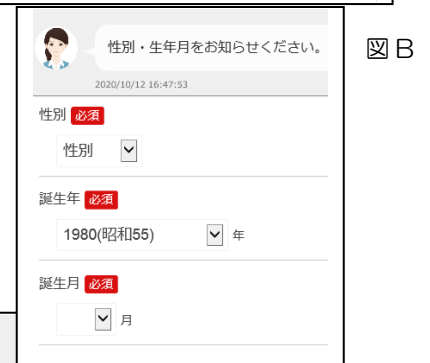 性別・生年月をお知らせください。
図B
2020/10/12 16:47:53
性別 必須
性別
誕生年 必須
1980(昭和55) 年
誕生月 必須
月